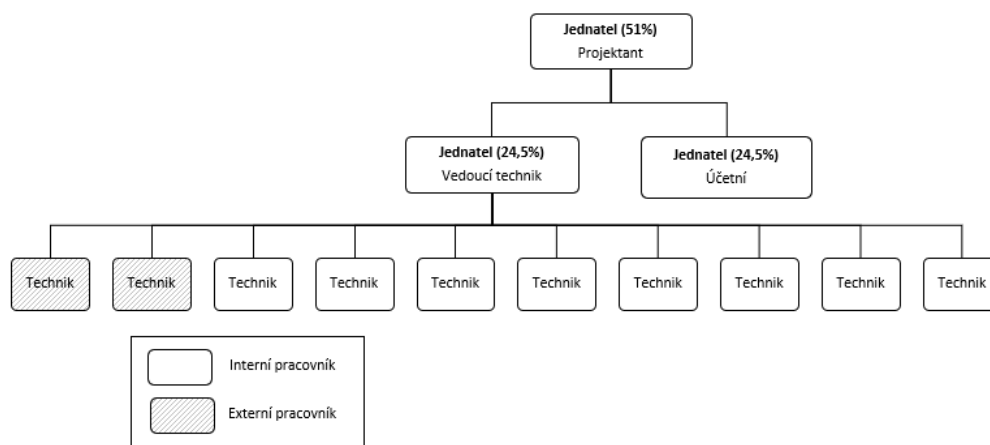 Jednatel (51%)
Projektant
Jednatel (24,5%)
Vedoucí technik
Jednatel (24,5%)
Účetní
Technik
Technik
Technik
Technik
Technik
Technik
Technik
Technik
Technik
Technik
Interní pracovník
Externí pracovník